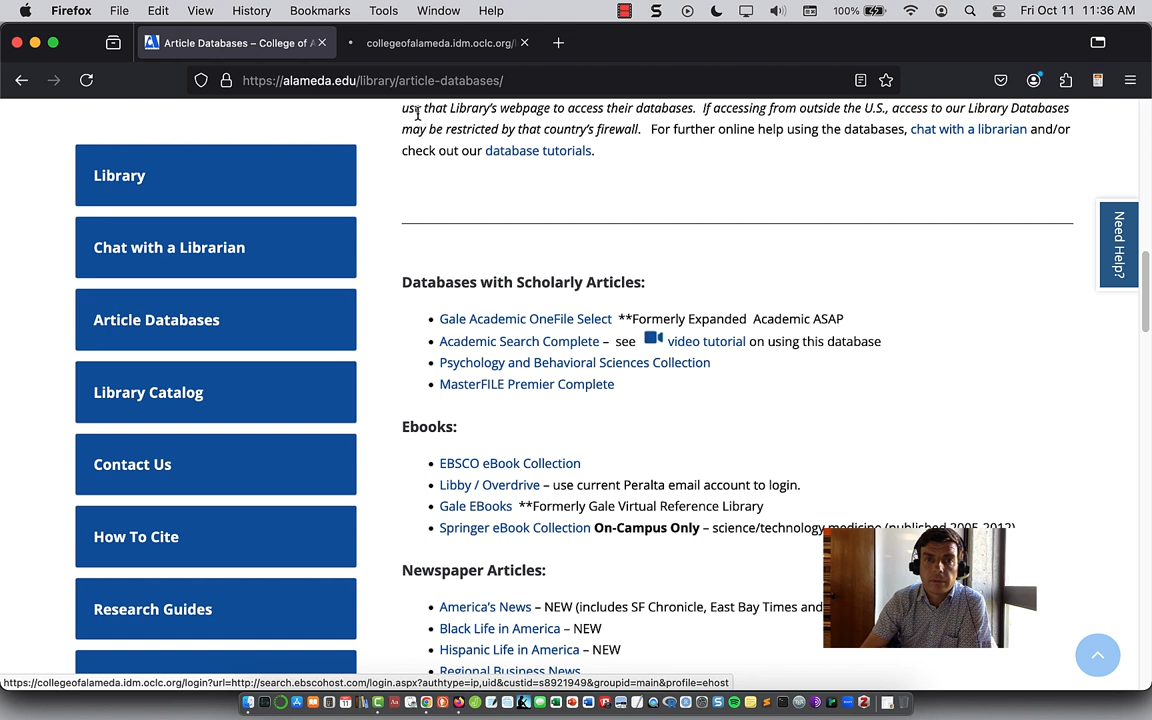 Firefox File Edit View History Bookmarks Tools Window Help 100% Fri Oct 11 11:36 AM
Article Databases – College of A
collegeofalameda.idm.oclc.org/
https://alameda.edu/library/article-databases/
use that Library's webpage to access their databases. If accessing from outside the U.S., access to our Library Databases
may be restricted by that country's firewall. For further online help using the databases, chat with a librarian and/or
check out our database tutorials.
Library
Chat with a Librarian
Article Databases
Library Catalog
Contact Us
How To Cite
Research Guides
Need Help?
Databases with Scholarly Articles:
• Gale Academic OneFile Select **Formerly Expanded Academic ASAP
• Academic Search Complete – see video tutorial on using this database
• Psychology and Behavioral Sciences Collection
• MasterFILE Premier Complete
Ebooks:
• EBSCO eBook Collection
• Libby / Overdrive – use current Peralta email account to login.
• Gale EBooks **Formerly Gale Virtual Reference Library
• Springer eBook Collection On-Campus Only – science/technology medicine (published 2005-2012)
Newspaper Articles:
• America's News – NEW (includes SF Chronicle, East Bay Times and
• Black Life in America – NEW
• Hispanic Life in America – NEW
• Regional Business News
https://collegeofalameda.idm.oclc.org/login?url=http://search.ebscohost.com/login.aspx?authtype=ip,uid&custid=s8921949&groupid=main&profile=ehost